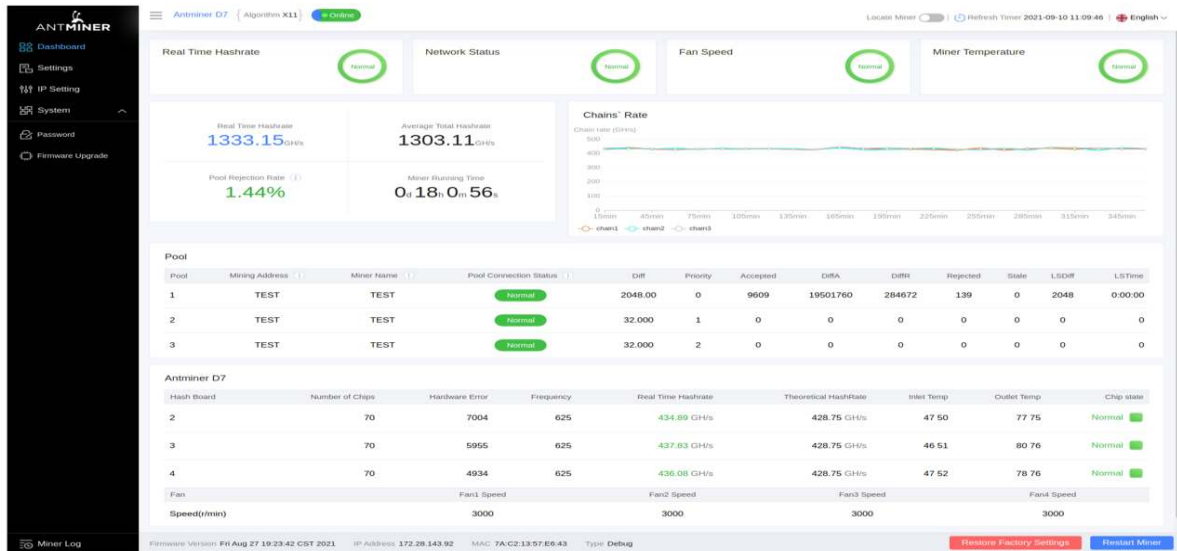 ANTMINER
Antminer D7 { Algorithm X11 } Online
Locate Miner Refresh Timer 2021-09-10 11:09:46 English
Dashboard
Settings
IP Setting
System
Password
Firmware Upgrade
Miner Log
Real Time Hashrate Normal
Network Status Normal
Fan Speed Normal
Miner Temperature Normal
Real Time Hashrate
1333.15GH/s
Average Total Hashrate
1303.11GH/s
Pool Rejection Rate
1.44%
Miner Running Time
0d 18h 0m 56s
Chains` Rate
Chain rate (GH/s)
500
400
300
200
100
0
15min 45min 75min 105min 135min 165min 195min 225min 255min 285min 315min 345min
chain1 chain2 chain3
Pool
Pool Mining Address Miner Name Pool Connection Status Diff Priority Accepted DiffA DiffR Rejected Stale LSDiff LSTime
1 TEST TEST Normal 2048.00 0 9609 19501760 284672 139 0 2048 0:00:00
2 TEST TEST Normal 32.000 1 0 0 0 0 0 0 0
3 TEST TEST Normal 32.000 2 0 0 0 0 0 0 0
Antminer D7
Hash Board Number of Chips Hardware Error Frequency Real Time Hashrate Theoretical HashRate Inlet Temp Outlet Temp Chip state
2 70 7004 625 434.89 GH/s 428.75 GH/s 47 50 77 75 Normal
3 70 5955 625 437.83 GH/s 428.75 GH/s 46 51 80 76 Normal
4 70 4934 625 436.08 GH/s 428.75 GH/s 47 52 78 76 Normal
Fan Fan1 Speed Fan2 Speed Fan3 Speed Fan4 Speed
Speed(r/min) 3000 3000 3000 3000
Firmware Version Fri Aug 27 19:23:42 CST 2021 IP Address 172.28.143.92 MAC 7A:C2:13:57:E6:43 Type Debug
Restore Factory Settings Restart Miner